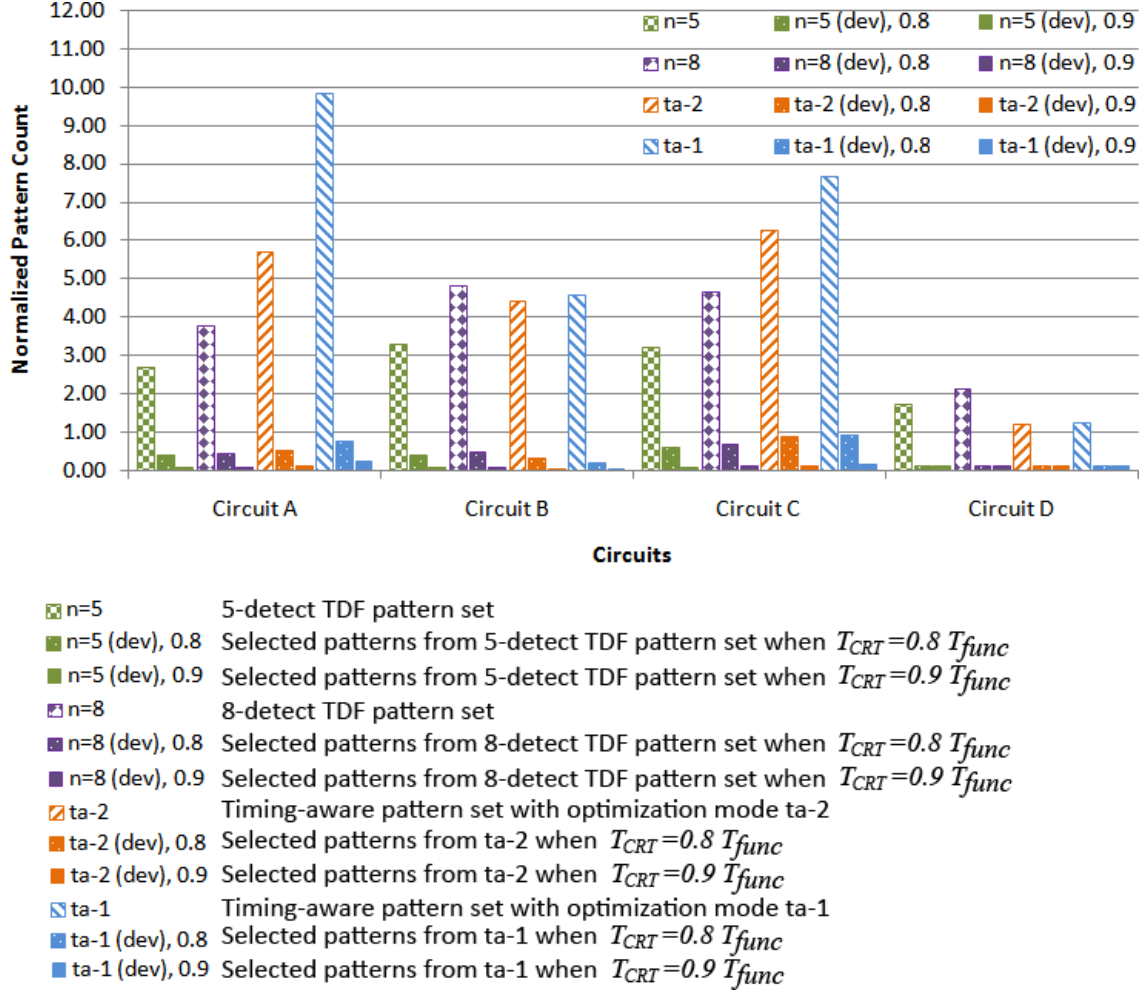 12.00
11.00
10.00
9.00
8.00
7.00
6.00
5.00
4.00
3.00
2.00
1.00
0.00
Normalized Pattern Count
n=5 n=5 (dev), 0.8 n=5 (dev), 0.9
n=8 n=8 (dev), 0.8 n=8 (dev), 0.9
ta-2 ta-2 (dev), 0.8 ta-2 (dev), 0.9
ta-1 ta-1 (dev), 0.8 ta-1 (dev), 0.9
Circuit A Circuit B Circuit C Circuit D
Circuits
n=5 5-detect TDF pattern set
n=5 (dev), 0.8 Selected patterns from 5-detect TDF pattern set when T_CRT=0.8 T_func
n=5 (dev), 0.9 Selected patterns from 5-detect TDF pattern set when T_CRT=0.9 T_func
n=8 8-detect TDF pattern set
n=8 (dev), 0.8 Selected patterns from 8-detect TDF pattern set when T_CRT=0.8 T_func
n=8 (dev), 0.9 Selected patterns from 8-detect TDF pattern set when T_CRT=0.9 T_func
ta-2 Timing-aware pattern set with optimization mode ta-2
ta-2 (dev), 0.8 Selected patterns from ta-2 when T_CRT=0.8 T_func
ta-2 (dev), 0.9 Selected patterns from ta-2 when T_CRT=0.9 T_func
ta-1 Timing-aware pattern set with optimization mode ta-1
ta-1 (dev), 0.8 Selected patterns from ta-1 when T_CRT=0.8 T_func
ta-1 (dev), 0.9 Selected patterns from ta-1 when T_CRT=0.9 T_func